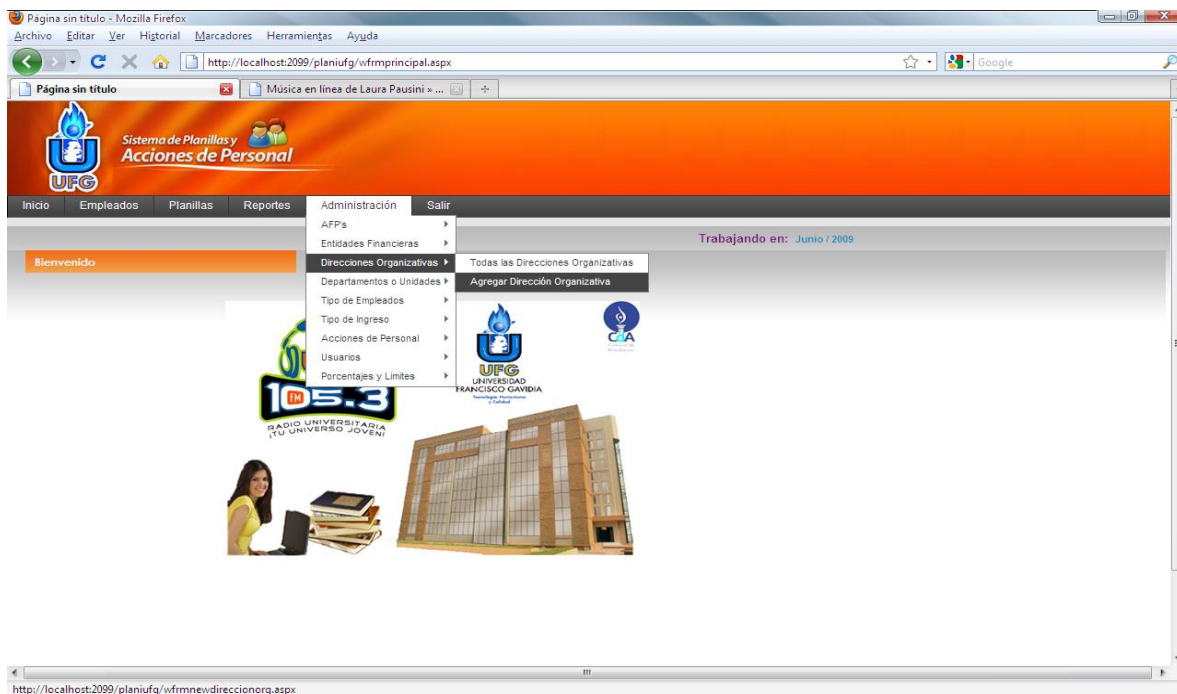 Página sin título - Mozilla Firefox
Archivo Editar Ver Historial Marcadores Herramientas Ayuda
http://localhost:2099/planiufg/wfrmprincipal.aspx
Google
Página sin título
Música en línea de Laura Pausini » ...
Sistema de Planillas y
Acciones de Personal
UFG
Inicio Empleados Planillas Reportes Administración Salir
Trabajando en: Junio / 2009
Bienvenido
AFP's
Entidades Financieras
Direcciones Organizativas
Todas las Direcciones Organizativas
Agregar Dirección Organizativa
Departamentos o Unidades
Tipo de Empleados
Tipo de Ingreso
Acciones de Personal
Usuarios
Porcentajes y Limites
CdA
UFG
UNIVERSIDAD
FRANCISCO GAVIDIA
Tecnología, Humanismo
y Calidad
FM
105.3
RADIO UNIVERSITARIA
¡TU UNIVERSO JOVEN!
http://localhost:2099/planiufg/wfrmnewdireccionorg.aspx